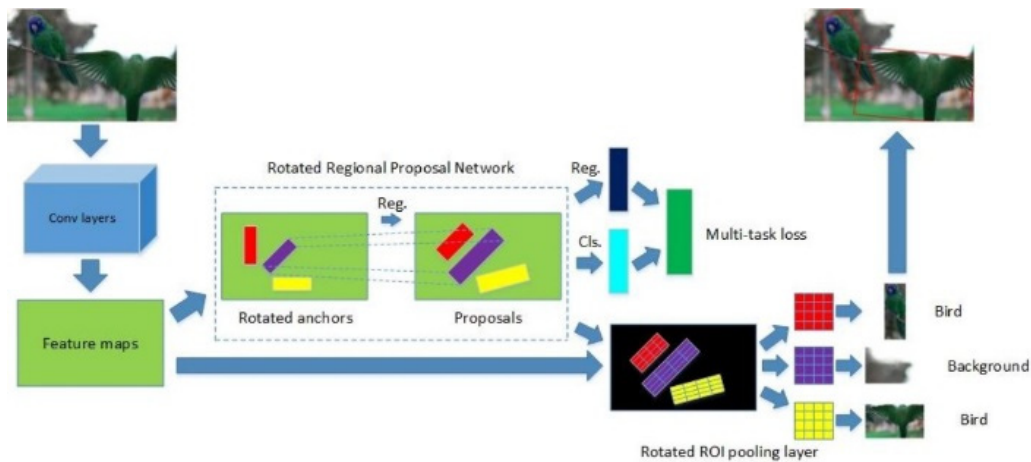 Rotated Regional Proposal Network
Reg.
Reg.
Conv layers
Cls.
Multi-task loss
Rotated anchors
Proposals
Feature maps
Bird
Background
Bird
Rotated ROI pooling layer